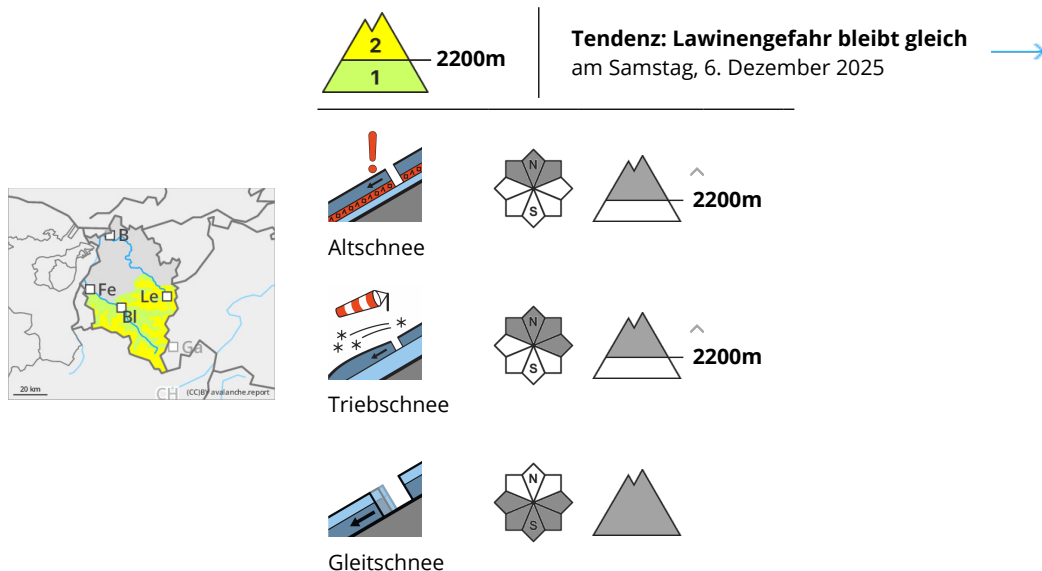 2
1
2200m
Tendenz: Lawinengefahr bleibt gleich
am Samstag, 6. Dezember 2025
N
S
2200m
Altschnee
B
Fe
Le
Bl
Ga
CH
20 km
(CC)BY avalanche.report
N
S
2200m
Triebschnee
N
S
Gleitschnee